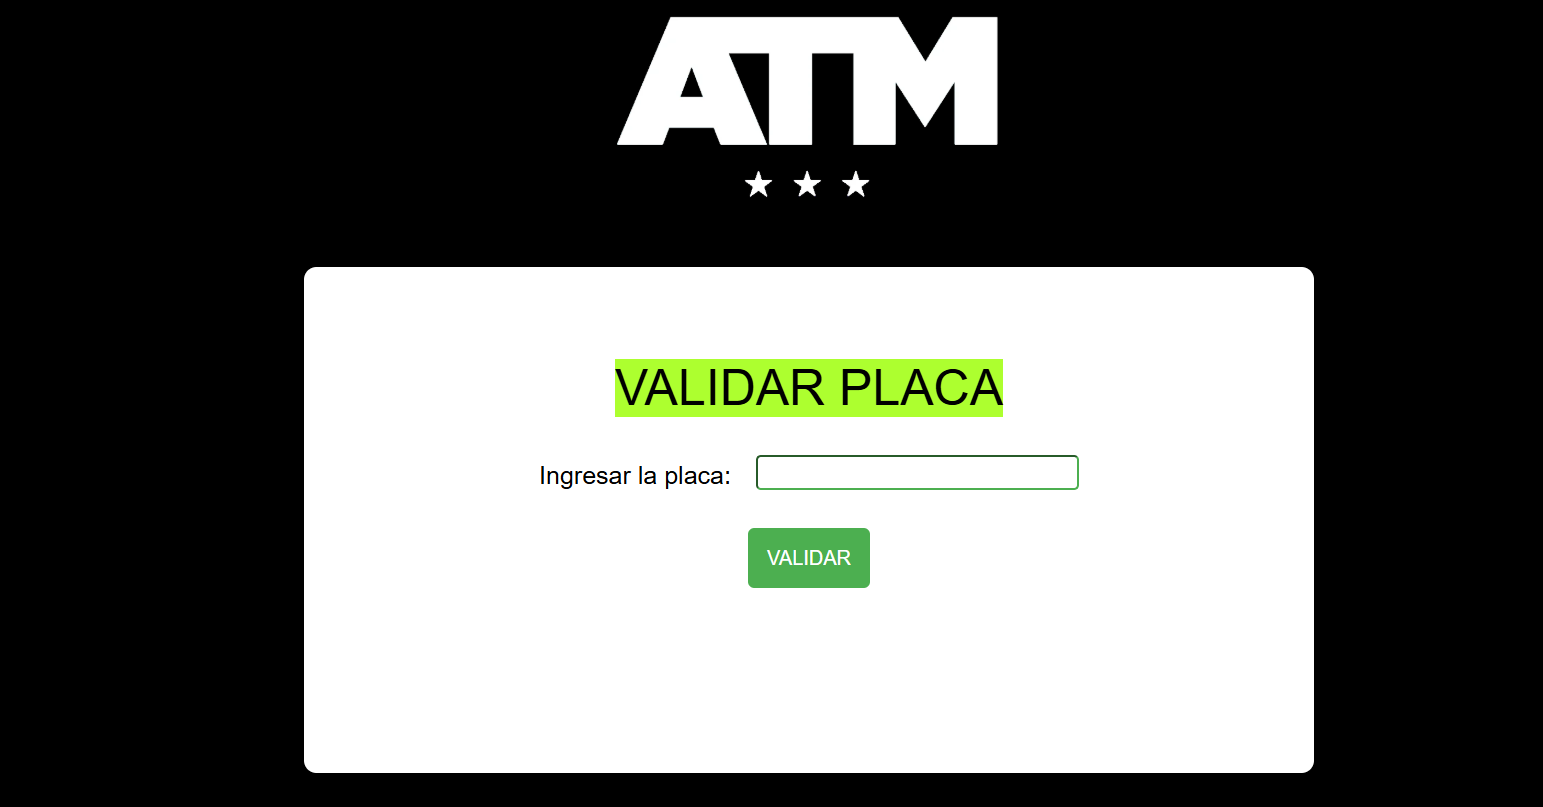 ATM
VALIDAR PLACA
Ingresar la placa:
VALIDAR